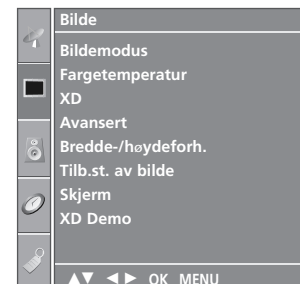 Bilde
Bildemodus
Fargetemperatur
XD
Avansert
Bredde-/høydeforh.
Tilb.st. av bilde
Skjerm
XD Demo
▲▼ ◄► OK MENU